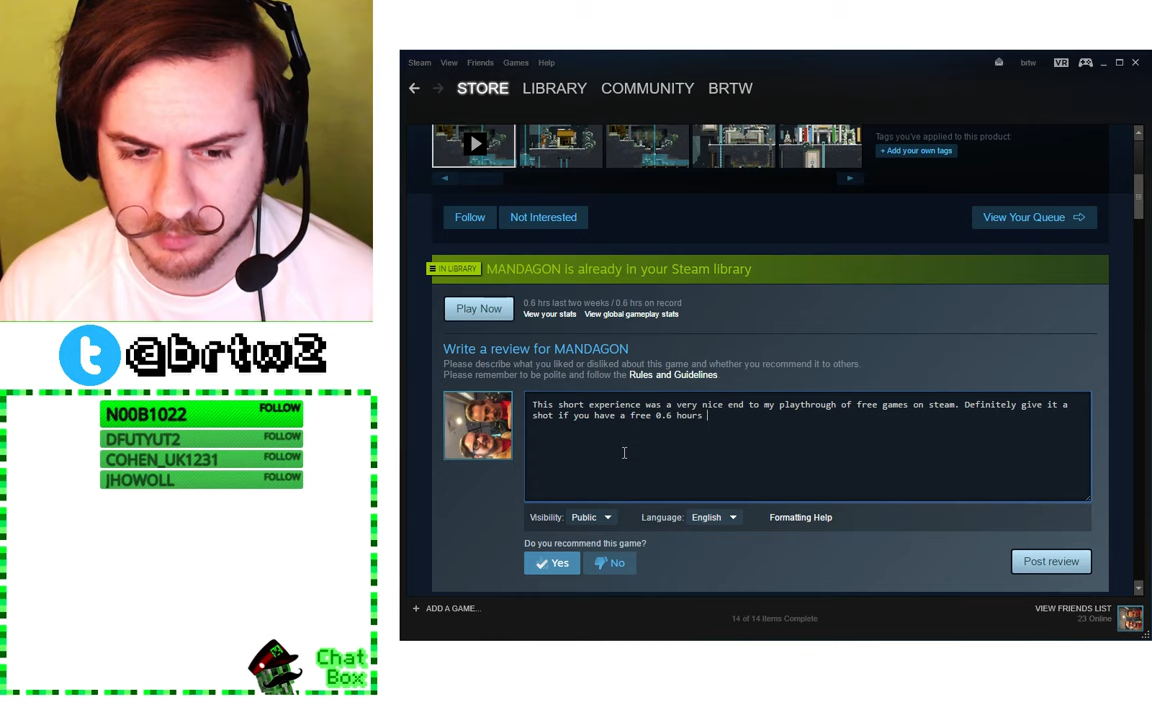 Steam View Friends Games Help
brtw VR
STORE LIBRARY COMMUNITY BRTW
Tags you've applied to this product:
+ Add your own tags
Follow Not Interested View Your Queue
IN LIBRARY MANDAGON is already in your Steam library
Play Now
0.6 hrs last two weeks / 0.6 hrs on record
View your stats View global gameplay stats
Write a review for MANDAGON
Please describe what you liked or disliked about this game and whether you recommend it to others.
Please remember to be polite and follow the Rules and Guidelines.
This short experience was a very nice end to my playthrough of free games on steam. Definitely give it a
shot if you have a free 0.6 hours
Visibility: Public Language: English Formatting Help
Do you recommend this game?
Yes No Post review
+ ADD A GAME...
14 of 14 Items Complete
VIEW FRIENDS LIST
23 Online
@brtw2
N00B1022 FOLLOW
DFUTYUT2 FOLLOW
COHEN_UK1231 FOLLOW
JHOWOLL FOLLOW
Chat
Box